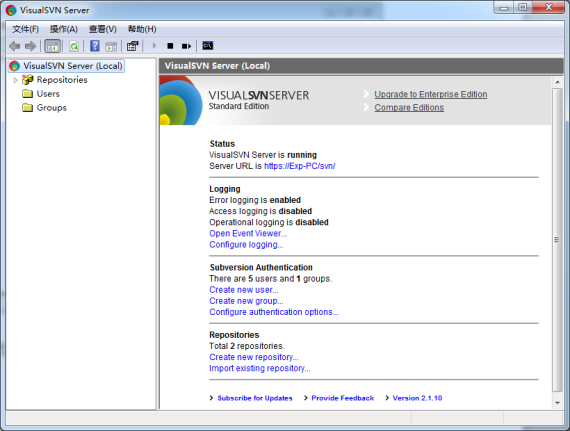 VisualSVN Server
文件(F) 操作(A) 查看(V) 帮助(H)
VisualSVN Server (Local)
Repositories
Users
Groups
VisualSVN Server (Local)
VISUALSVNSERVER
Standard Edition
Upgrade to Enterprise Edition
Compare Editions
Status
VisualSVN Server is running
Server URL is https://Exp-PC/svn/
Logging
Error logging is enabled
Access logging is disabled
Operational logging is disabled
Open Event Viewer...
Configure logging...
Subversion Authentication
There are 5 users and 1 groups.
Create new user...
Create new group...
Configure authentication options...
Repositories
Total 2 repositories.
Create new repository...
Import existing repository...
Subscribe for Updates Provide Feedback Version 2.1.10